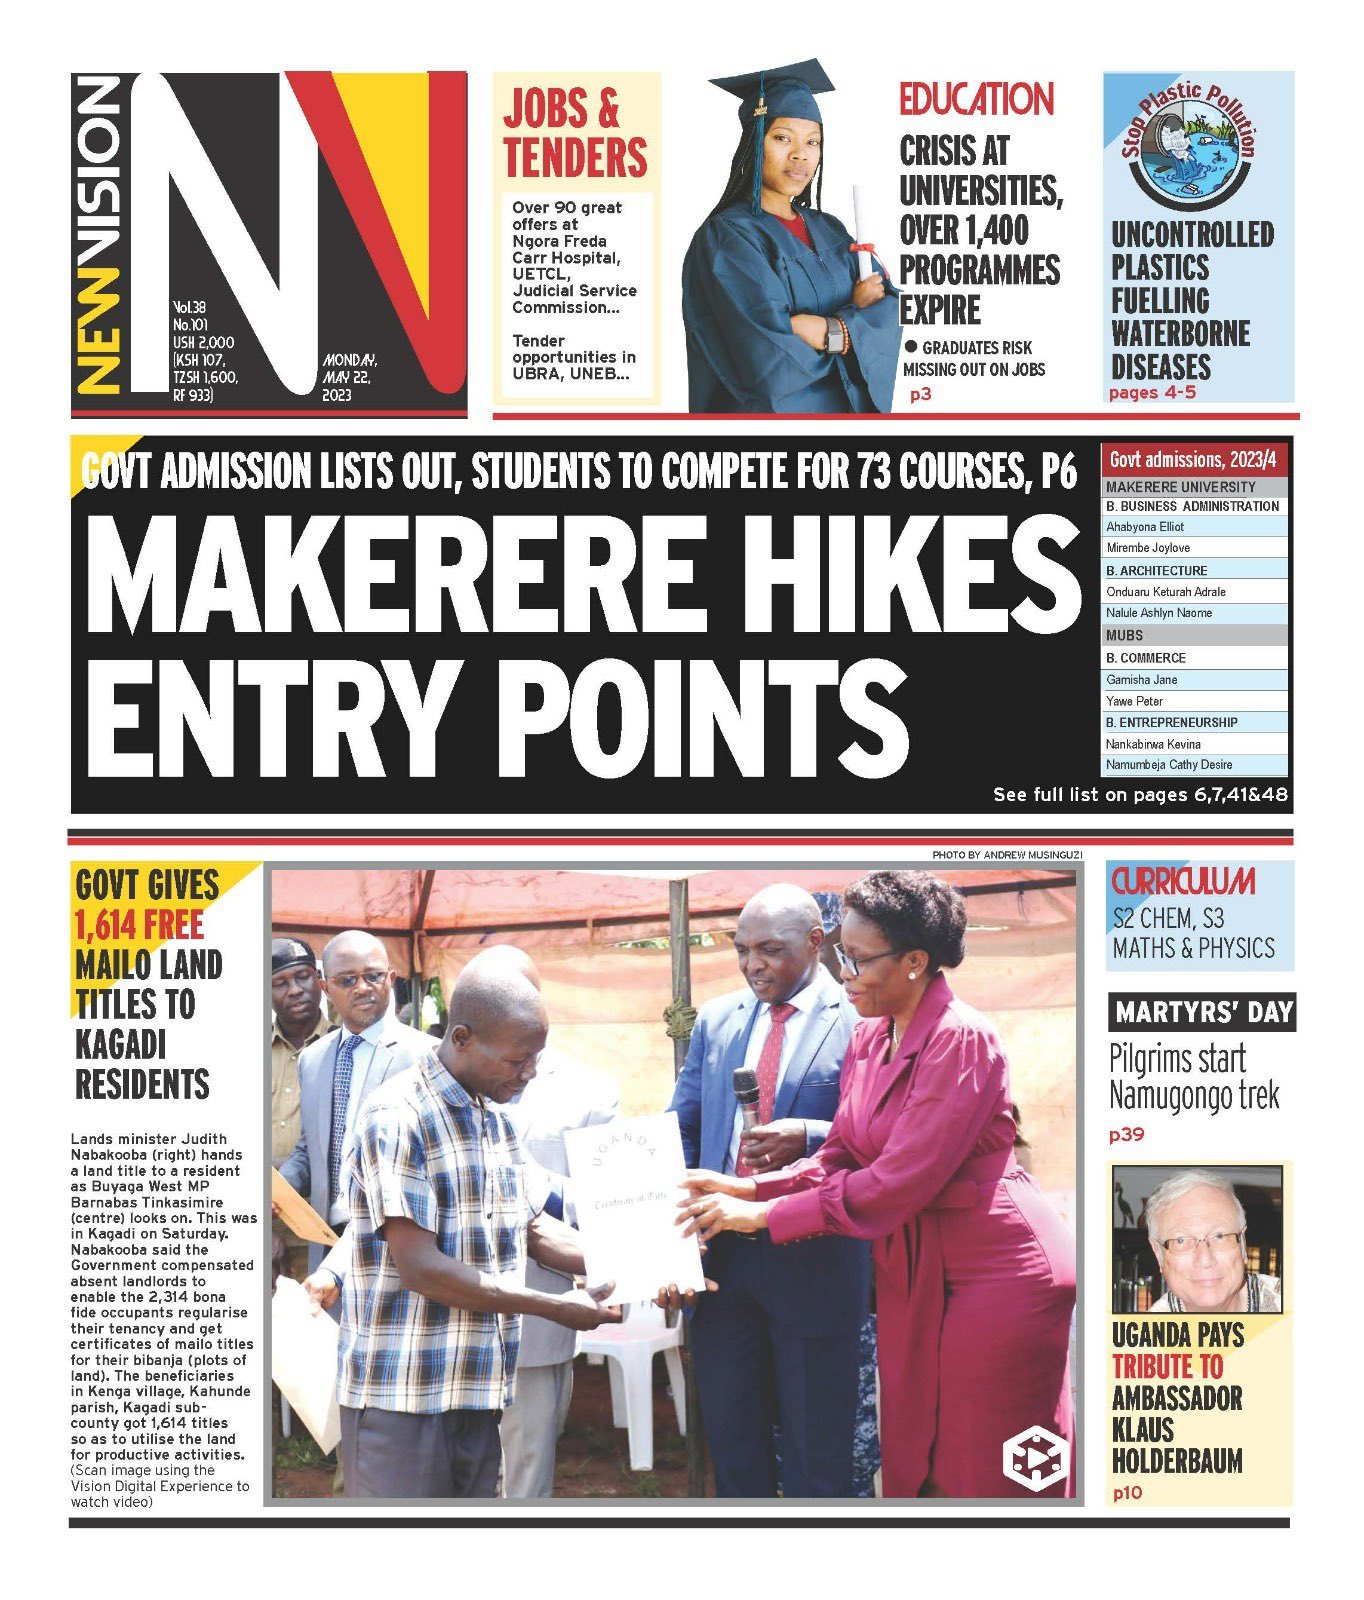 NEW VISION
Vol.38
No.101
USH 2,000
(KSH 107,
TZSH 1,600,
RF 933)
MONDAY,
MAY 22,
2023
JOBS &
TENDERS
Over 90 great
offers at
Ngora Freda
Carr Hospital,
UETCL,
Judicial Service
Commission...
Tender
opportunities in
UBRA, UNEB...
EDUCATION
CRISIS AT
UNIVERSITIES,
OVER 1,400
PROGRAMMES
EXPIRE
● GRADUATES RISK
MISSING OUT ON JOBS
p3
Stop Plastic Pollution
UNCONTROLLED
PLASTICS
FUELLING
WATERBORNE
DISEASES
pages 4-5
GOVT ADMISSION LISTS OUT, STUDENTS TO COMPETE FOR 73 COURSES, P6
MAKERERE HIKES
ENTRY POINTS
Govt admissions, 2023/4
MAKERERE UNIVERSITY
B. BUSINESS ADMINISTRATION
Ahabyona Elliot
Mirembe Joylove
B. ARCHITECTURE
Onduaru Keturah Adrale
Nalule Ashlyn Naome
MUBS
B. COMMERCE
Gamisha Jane
Yawe Peter
B. ENTREPRENEURSHIP
Nankabirwa Kevina
Namumbeja Cathy Desire
See full list on pages 6,7,41&48
GOVT GIVES
1,614 FREE
MAILO LAND
TITLES TO
KAGADI
RESIDENTS
Lands minister Judith
Nabakooba (right) hands
a land title to a resident
as Buyaga West MP
Barnabas Tinkasimire
(centre) looks on. This was
in Kagadi on Saturday.
Nabakooba said the
Government compensated
absent landlords to
enable the 2,314 bona
fide occupants regularise
their tenancy and get
certificates of mailo titles
for their bibanja (plots of
land). The beneficiaries
in Kenga village, Kahunde
parish, Kagadi sub-
county got 1,614 titles
so as to utilise the land
for productive activities.
(Scan image using the
Vision Digital Experience to
watch video)
PHOTO BY ANDREW MUSINGUZI
UGANDA
Certificate of Title
CURRICULUM
S2 CHEM, S3
MATHS & PHYSICS
MARTYRS' DAY
Pilgrims start
Namugongo trek
p39
UGANDA PAYS
TRIBUTE TO
AMBASSADOR
KLAUS
HOLDERBAUM
p10